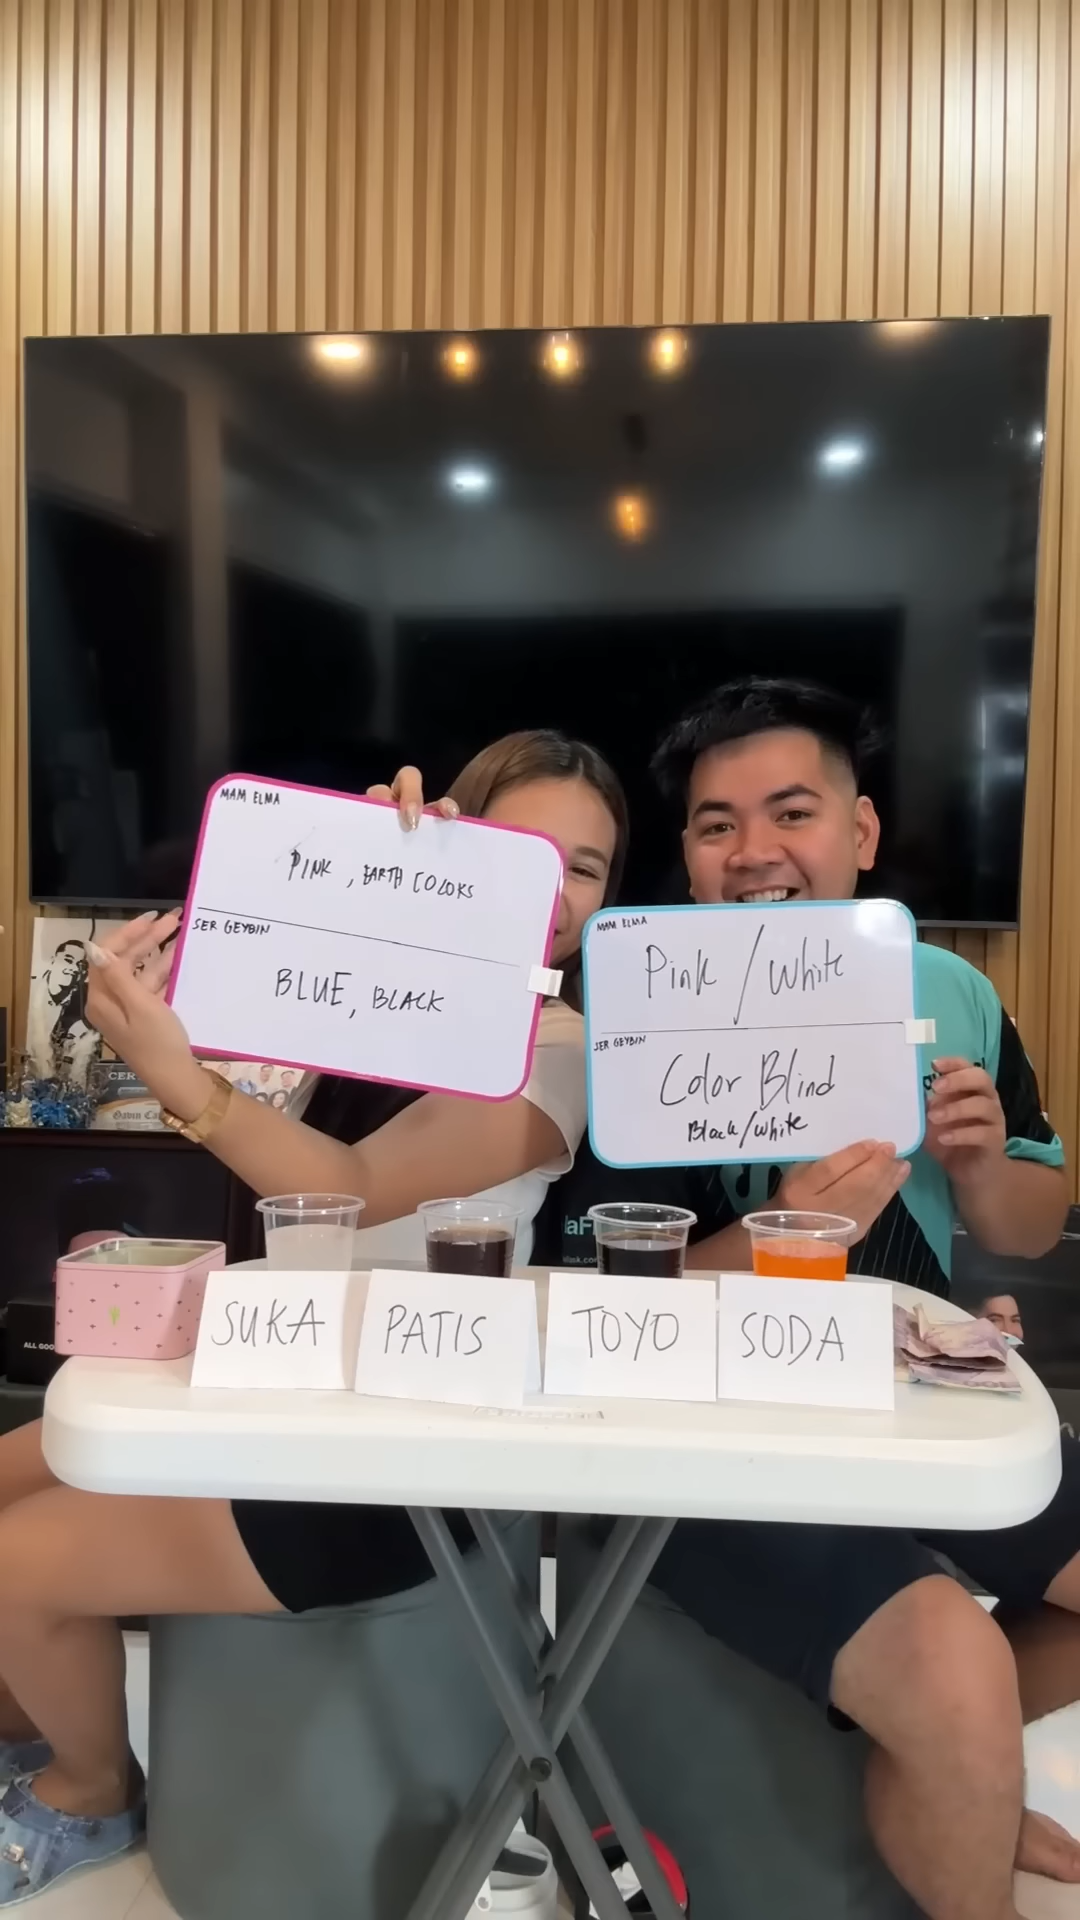 MAM ELMA
PINK, EARTH COLORS
SER GEYBIN
BLUE, BLACK
MAM ELMA
Pink / White
SER GEYBIN
Color Blind
Black/White
SUKA
PATIS
TOYO
SODA